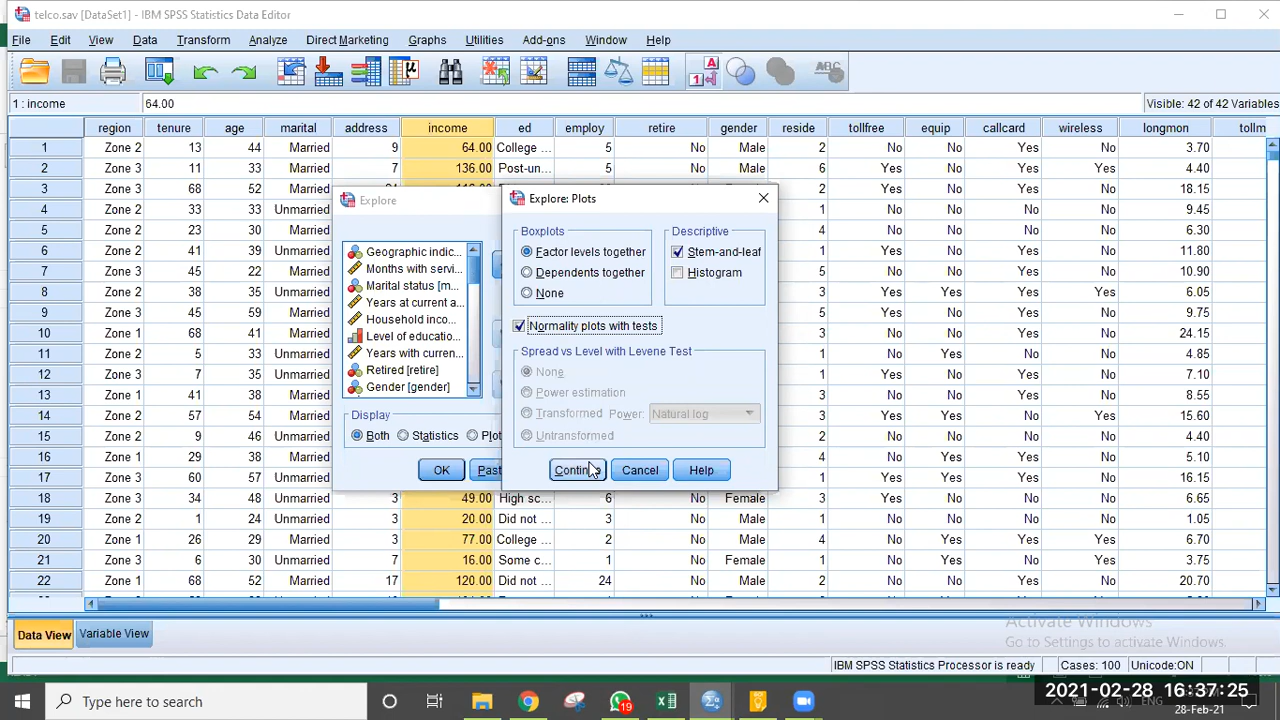 telco.sav [DataSet1] - IBM SPSS Statistics Data Editor
File Edit View Data Transform Analyze Direct Marketing Graphs Utilities Add-ons Window Help
1 : income 64.00 Visible: 42 of 42 Variables
region tenure age marital address income ed employ retire gender reside tollfree equip callcard wireless longmon tollm
1 Zone 2 13 44 Married 9 64.00 College ... 5 No Male 2 No No Yes No 3.70
2 Zone 3 11 33 Married 7 136.00 Post-un... 5 No Male 6 Yes No Yes Yes 4.40
3 Zone 3 68 52 Married 2 Yes No Yes No 18.15
4 Zone 2 33 33 Unmarried 1 No No No No 9.45
5 Zone 2 23 30 Married 4 No No No No 6.30
6 Zone 2 41 39 Unmarried 1 Yes No Yes No 11.80
7 Zone 3 45 22 Married 5 No No Yes No 10.90
8 Zone 2 38 35 Married 3 Yes Yes Yes Yes 6.05
9 Zone 3 45 59 Married 5 Yes No Yes No 9.75
10 Zone 1 68 41 Married 3 No No Yes No 24.15
11 Zone 2 5 33 Married 1 No Yes No No 4.85
12 Zone 3 7 35 Married 3 No No Yes No 7.10
13 Zone 1 41 38 Married 1 No No Yes No 8.70
14 Zone 2 57 54 Married 3 Yes Yes Yes Yes 15.60
15 Zone 2 9 46 Unmarried 2 Yes No Yes No 4.40
16 Zone 1 29 38 Married 5 No No Yes No 5.10
17 Zone 3 60 57 Unmarried 1 Yes No Yes Yes 16.15
18 Zone 3 34 48 Married 49.00 High sc... 6 No Female 3 Yes No Yes No 6.65
19 Zone 2 1 24 Unmarried 3 20.00 Did not ... 3 No Male 1 No No No No 1.05
20 Zone 1 26 29 Married 3 77.00 College ... 2 No Male 4 No Yes Yes No 6.70
21 Zone 3 6 30 Unmarried 7 16.00 Some c... 1 No Female 1 No Yes No Yes 3.75
22 Zone 1 68 52 Married 17 120.00 Did not ... 24 No Male 2 No No Yes No 20.70
Explore
Geographic indic...
Months with servi...
Marital status [m...
Years at current a...
Household inco...
Level of educatio...
Years with curren...
Retired [retire]
Gender [gender]
Display
Both Statistics Plot
OK Past
Explore: Plots
Boxplots
Factor levels together
Dependents together
None
Descriptive
Stem-and-leaf
Histogram
Normality plots with tests
Spread vs Level with Levene Test
None
Power estimation
Transformed Power: Natural log
Untransformed
Continue Cancel Help
Data View Variable View
Activate Windows
Go to Settings to activate Windows.
IBM SPSS Statistics Processor is ready Cases: 100 Unicode:ON
Type here to search
19
ENG
2021-02-28 16:37:25
28-Feb-21